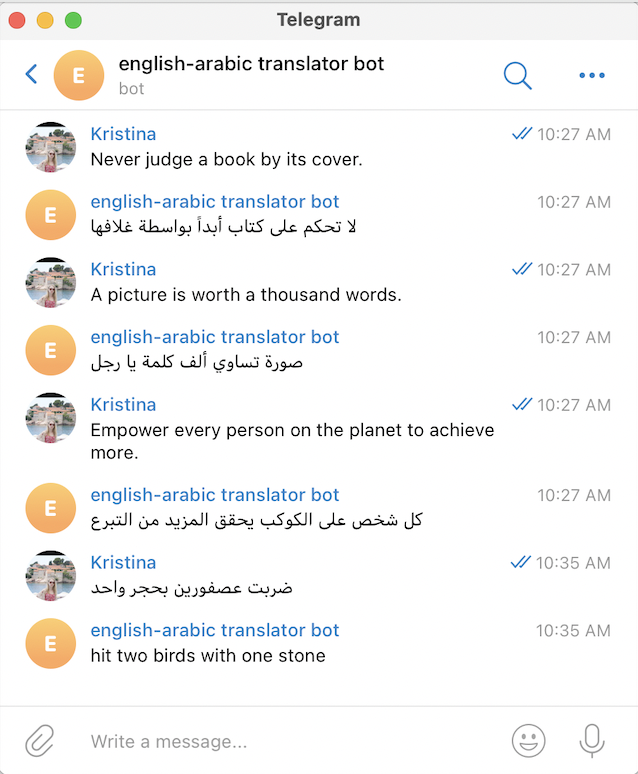 Telegram
E
english-arabic translator bot
bot
Kristina
10:27 AM
Never judge a book by its cover.
E
english-arabic translator bot
10:27 AM
لا تحكم على كتاب أبداً بواسطة غلافها
Kristina
10:27 AM
A picture is worth a thousand words.
E
english-arabic translator bot
10:27 AM
صورة تساوي ألف كلمة يا رجل
Kristina
10:27 AM
Empower every person on the planet to achieve
more.
E
english-arabic translator bot
10:27 AM
كل شخص على الكوكب يحقق المزيد من التبرع
Kristina
10:35 AM
ضربت عصفورين بحجر واحد
E
english-arabic translator bot
10:35 AM
hit two birds with one stone
Write a message...